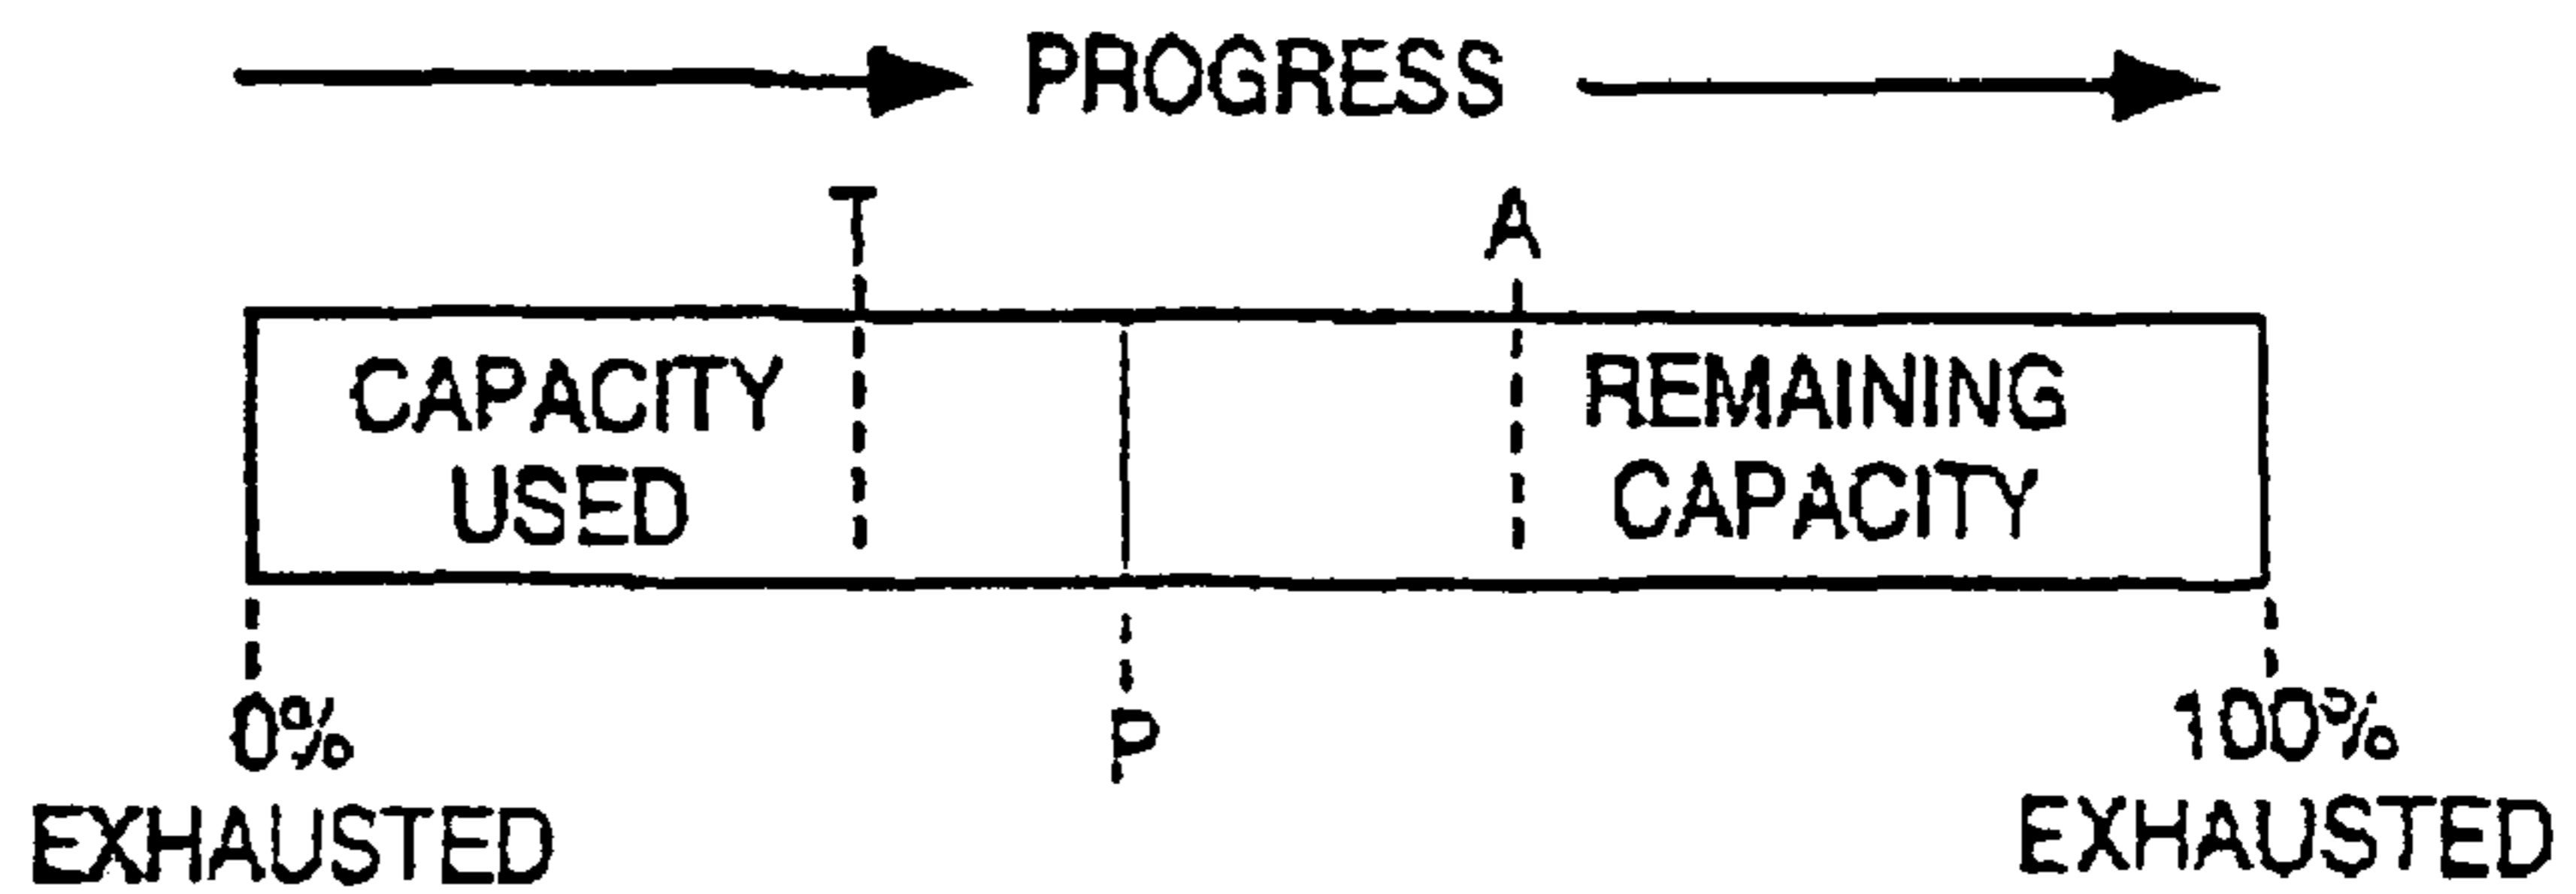 PROGRESS
T
A
CAPACITY
USED
REMAINING
CAPACITY
0%
EXHAUSTED
P
100%
EXHAUSTED